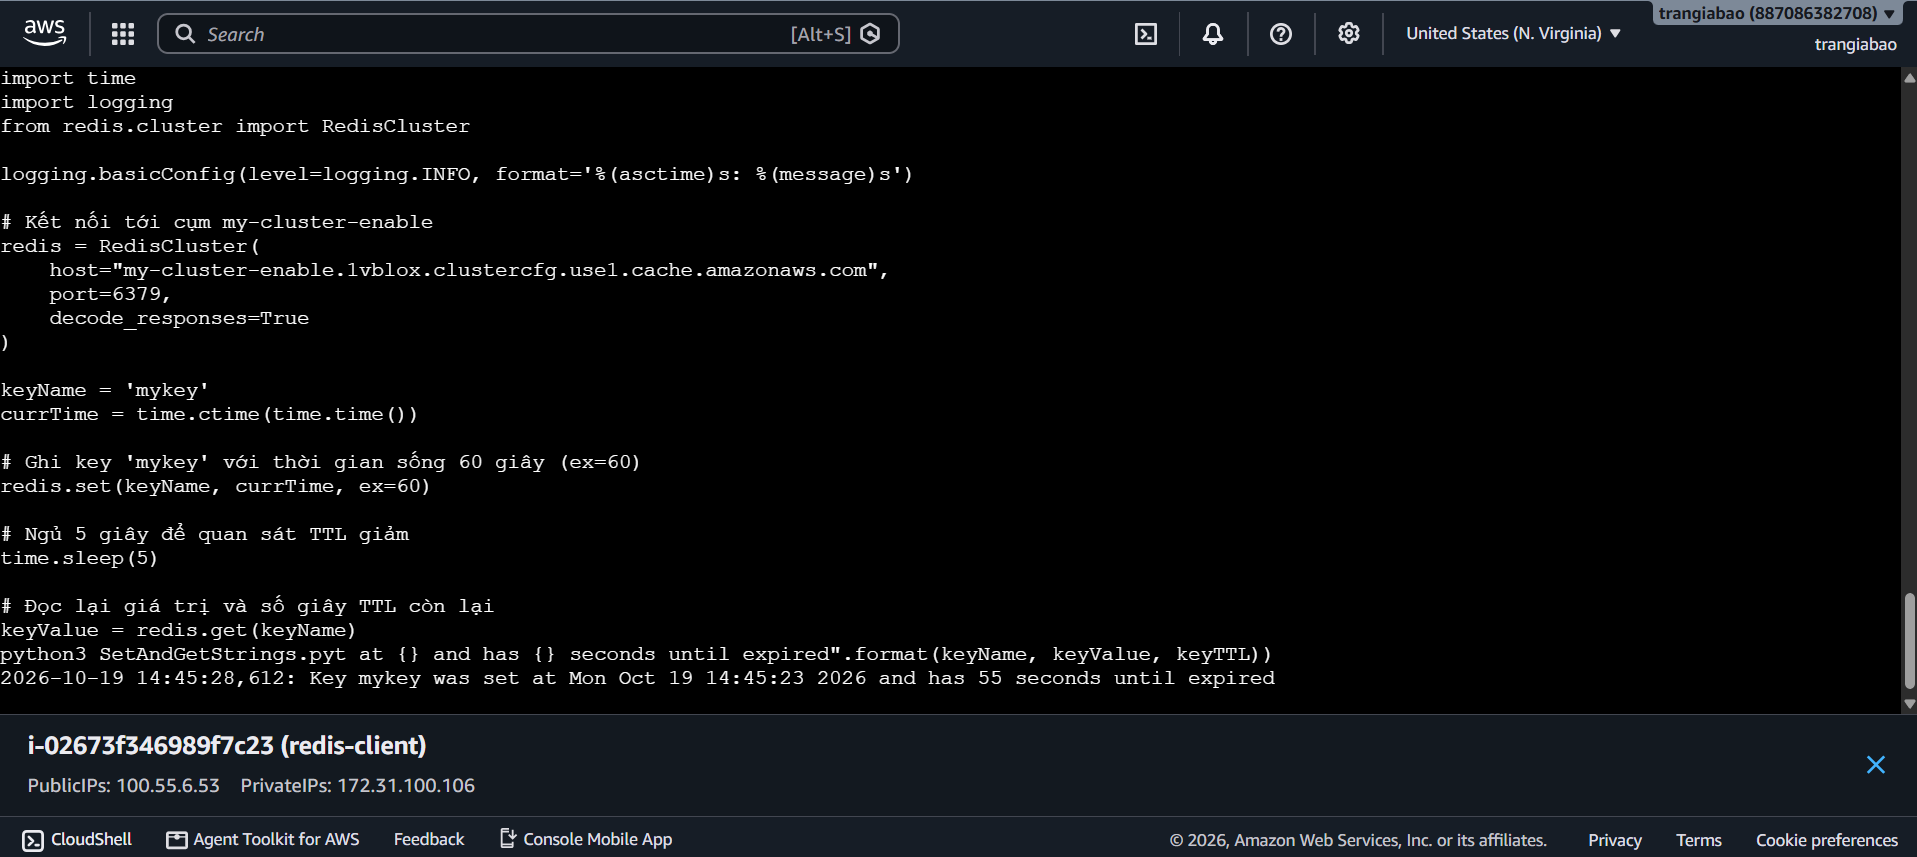 aws
Search
[Alt+S]
United States (N. Virginia)
trangiabao (887086382708)
trangiabao
import time
import logging
from redis.cluster import RedisCluster
logging.basicConfig(level=logging.INFO, format='%(asctime)s: %(message)s')
# Kết nối tới cụm my-cluster-enable
redis = RedisCluster(
    host="my-cluster-enable.1vblox.clustercfg.use1.cache.amazonaws.com",
    port=6379,
    decode_responses=True
)
keyName = 'mykey'
currTime = time.ctime(time.time())
# Ghi key 'mykey' với thời gian sống 60 giây (ex=60)
redis.set(keyName, currTime, ex=60)
# Ngủ 5 giây để quan sát TTL giảm
time.sleep(5)
# Đọc lại giá trị và số giây TTL còn lại
keyValue = redis.get(keyName)
python3 SetAndGetStrings.pyt at {} and has {} seconds until expired".format(keyName, keyValue, keyTTL))
2026-10-19 14:45:28,612: Key mykey was set at Mon Oct 19 14:45:23 2026 and has 55 seconds until expired
i-02673f346989f7c23 (redis-client)
PublicIPs: 100.55.6.53 PrivateIPs: 172.31.100.106
CloudShell
Agent Toolkit for AWS
Feedback
Console Mobile App
© 2026, Amazon Web Services, Inc. or its affiliates.
Privacy
Terms
Cookie preferences